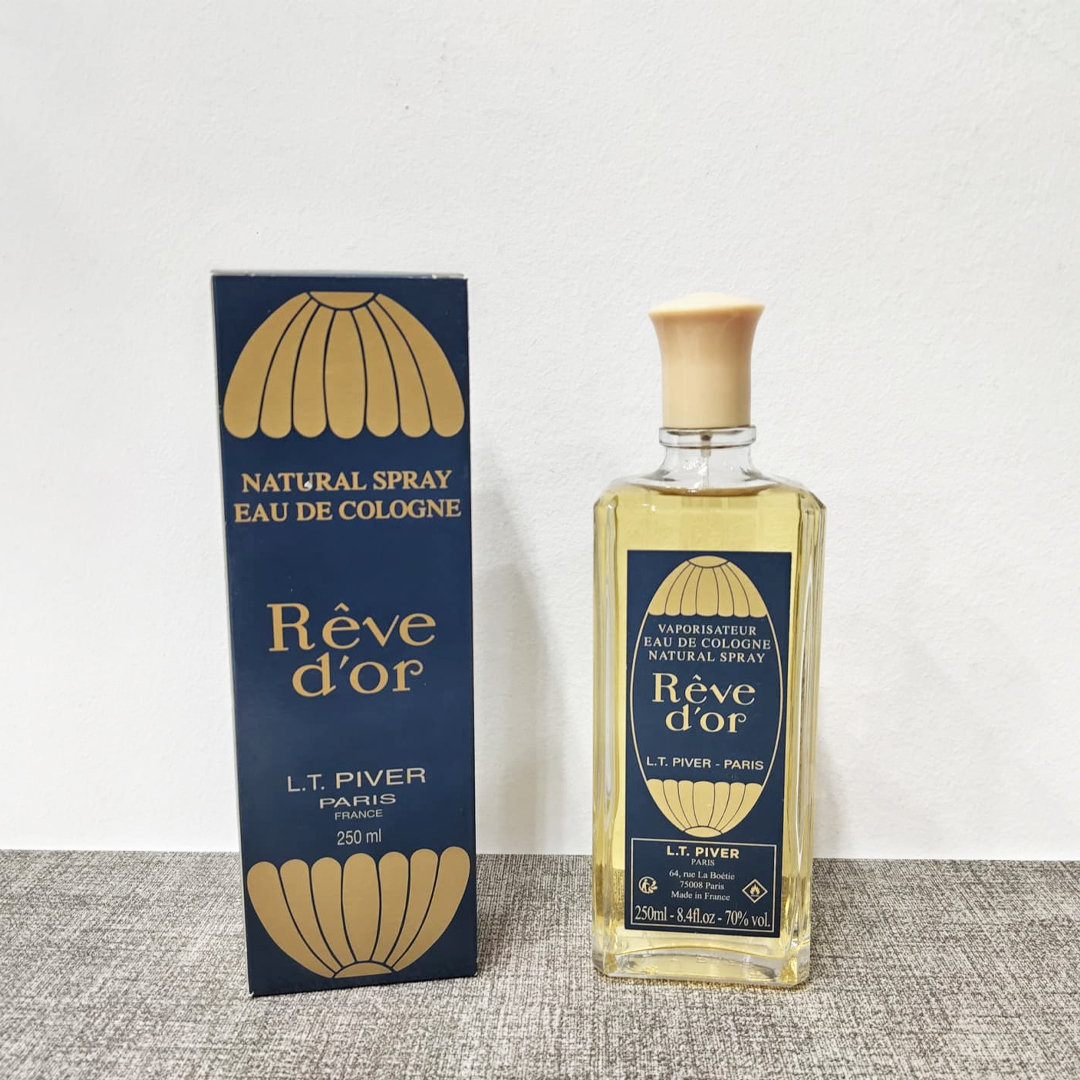 NATURAL SPRAY
EAU DE COLOGNE
Rêve
d'or
L.T. PIVER
PARIS
FRANCE
250 ml
VAPORISATEUR
EAU DE COLOGNE
NATURAL SPRAY
Rêve
d'or
L.T. PIVER - PARIS
L.T. PIVER
PARIS
64, rue La Boëtie
75008 Paris
Made in France
250ml - 8.4fl.oz - 70% vol.